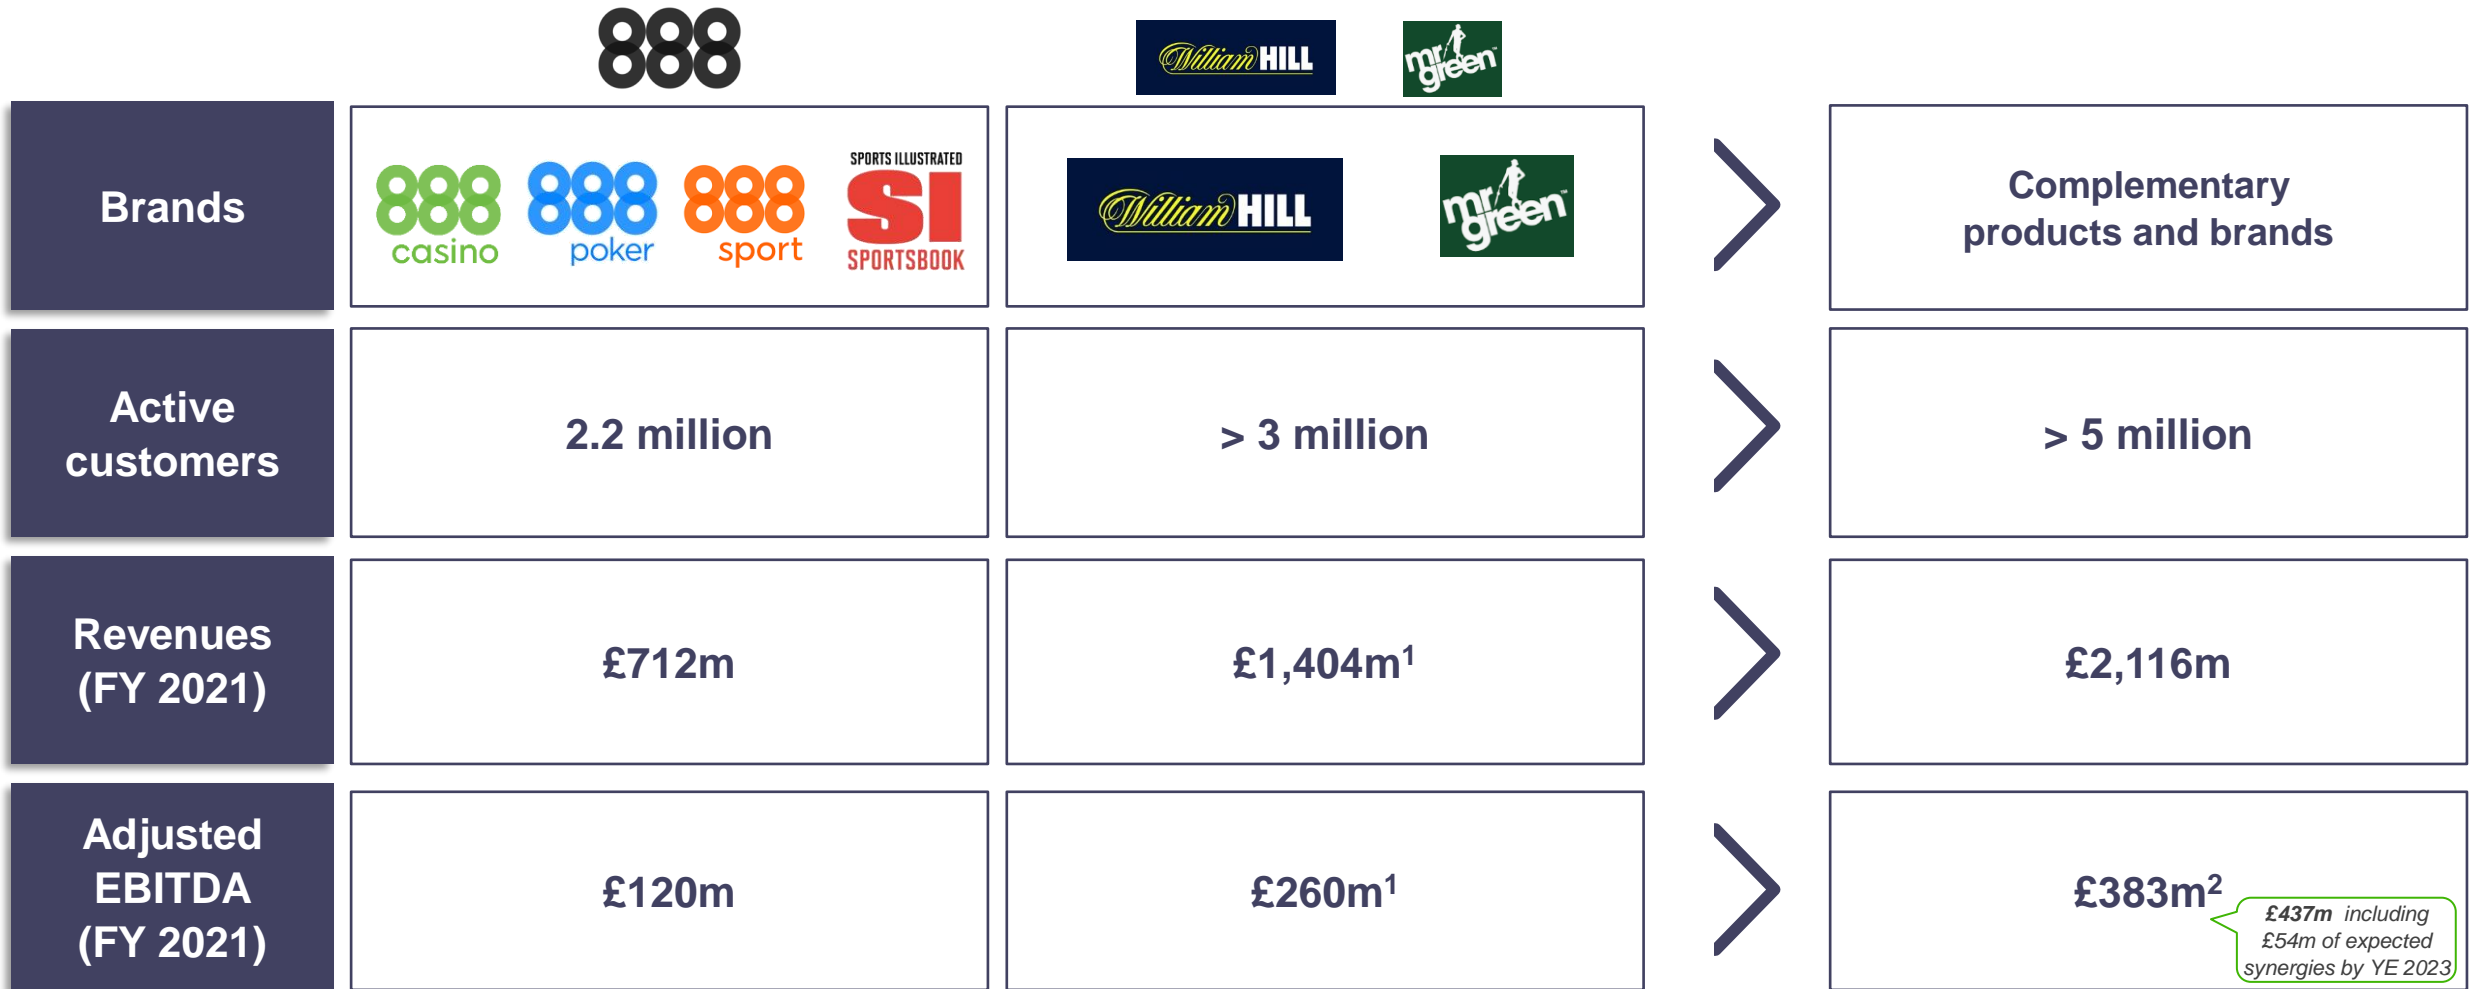 888
William HILL
mr green™
Brands
888 casino
888 poker
888 sport
SPORTS ILLUSTRATED
SI
SPORTSBOOK
William HILL
mr green™
Complementary
products and brands
Active
customers
2.2 million
> 3 million
> 5 million
Revenues
(FY 2021)
£712m
£1,404m¹
£2,116m
Adjusted
EBITDA
(FY 2021)
£120m
£260m¹
£383m²
£437m including
£54m of expected
synergies by YE 2023